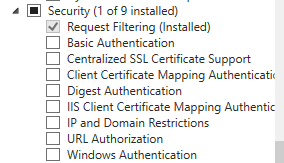 Security (1 of 9 installed)
Request Filtering (Installed)
Basic Authentication
Centralized SSL Certificate Support
Client Certificate Mapping Authenticatic
Digest Authentication
IIS Client Certificate Mapping Authentic
IP and Domain Restrictions
URL Authorization
Windows Authentication